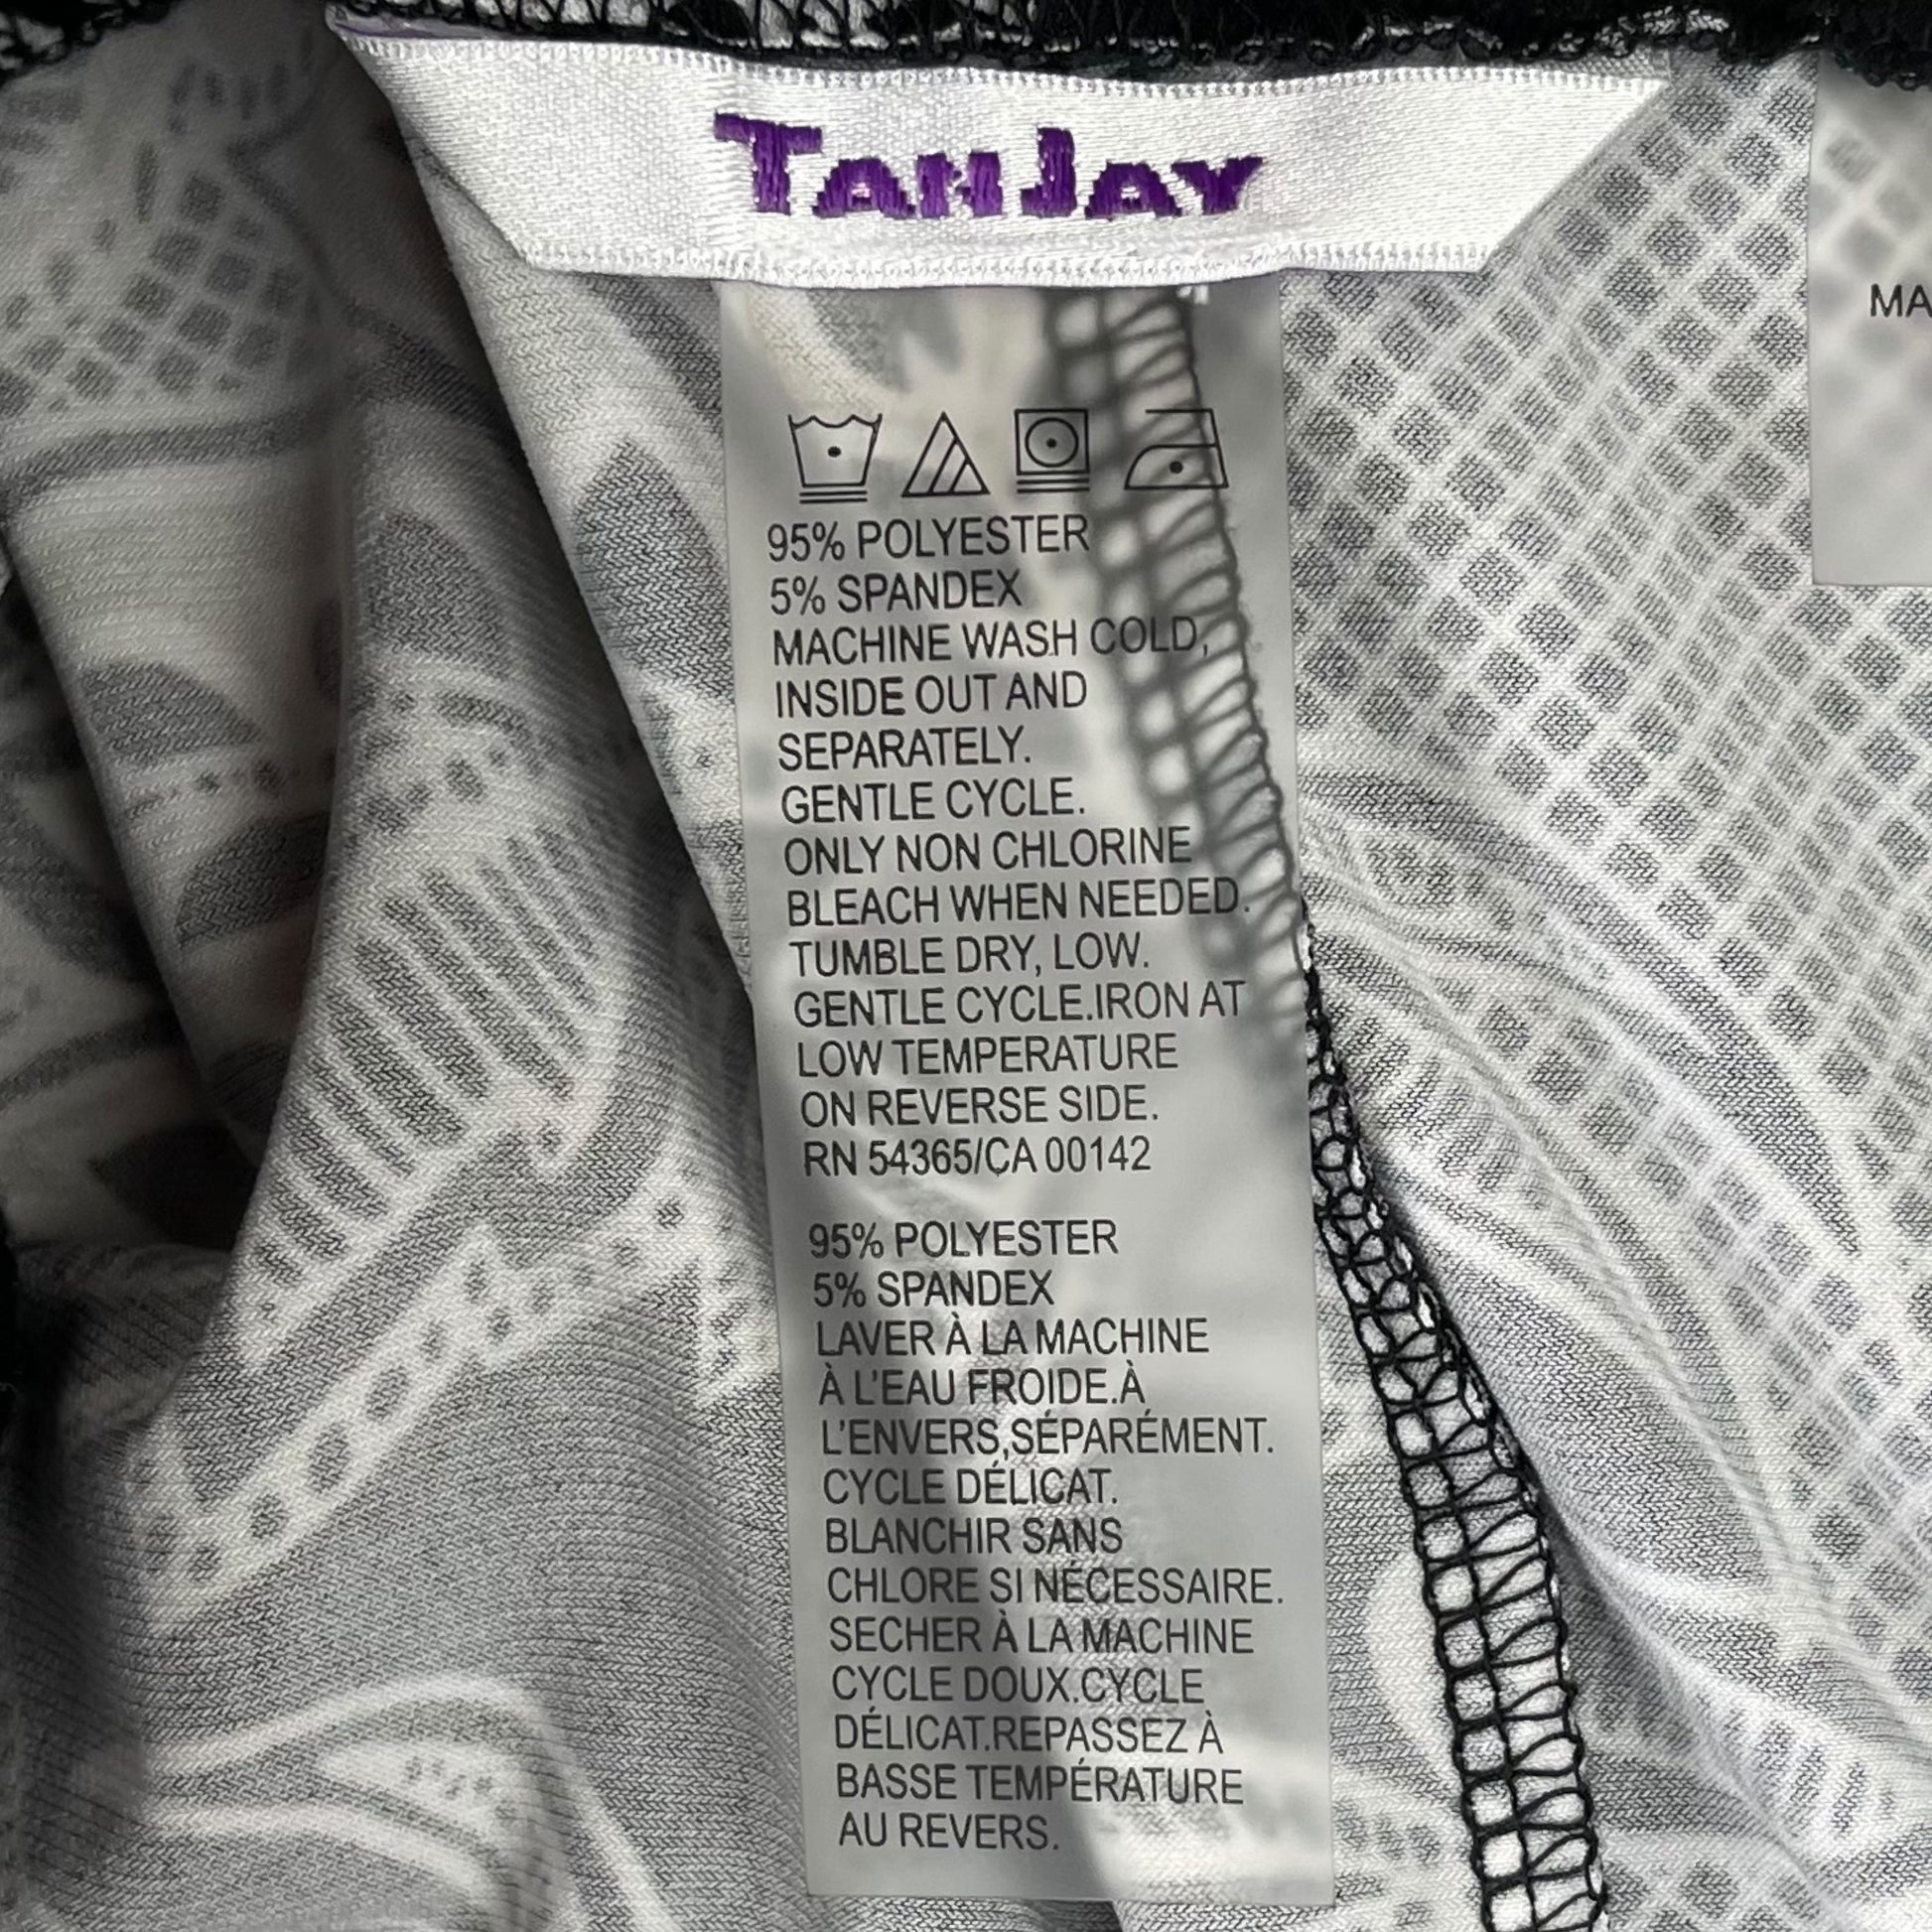 TanJay
95% POLYESTER
5% SPANDEX
MACHINE WASH COLD,
INSIDE OUT AND
SEPARATELY.
GENTLE CYCLE.
ONLY NON CHLORINE
BLEACH WHEN NEEDED.
TUMBLE DRY, LOW.
GENTLE CYCLE.IRON AT
LOW TEMPERATURE
ON REVERSE SIDE.
RN 54365/CA 00142
95% POLYESTER
5% SPANDEX
LAVER À LA MACHINE
À L'EAU FROIDE.À
L'ENVERS,SÉPARÉMENT.
CYCLE DÉLICAT.
BLANCHIR SANS
CHLORE SI NÉCESSAIRE.
SECHER À LA MACHINE
CYCLE DOUX.CYCLE
DÉLICAT.REPASSEZ À
BASSE TEMPÉRATURE
AU REVERS.
MA